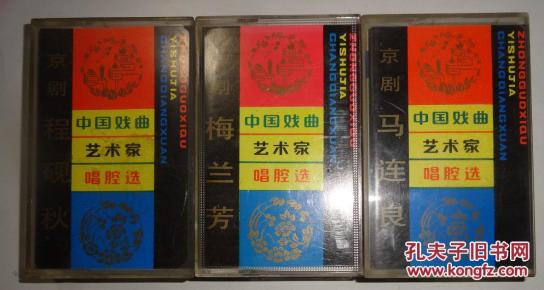 京剧 程砚秋
中国戏曲
艺术家
唱腔选
ZHONGGUOXIQU
YISHUJIA
CHANGQIANGXUAN
剧 梅兰芳
中国戏曲
艺术家
唱腔选
ZHONGGUOXIQU
YISHUJIA
CHANGQIANGXUAN
京剧 马连良
中国戏曲
艺术家
唱腔选
ZHONGGUOXIQU
YISHUJIA
CHANGQIANGXUAN
孔夫子旧书网
www.kongfz.com